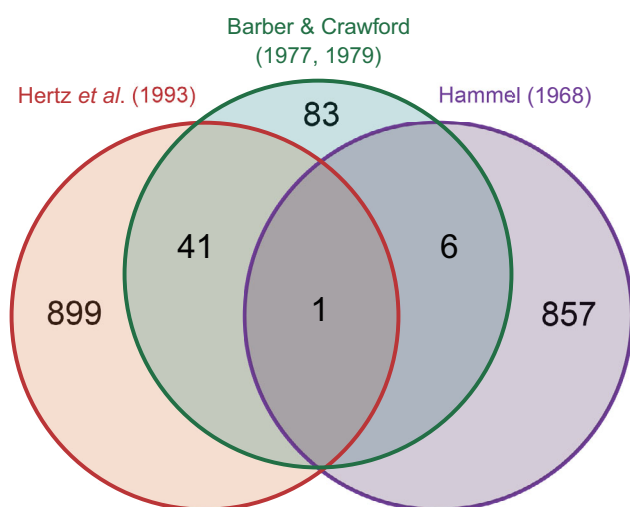 Barber & Crawford
(1977, 1979)
Hertz et al. (1993)
Hammel (1968)
83
41
6
899
1
857